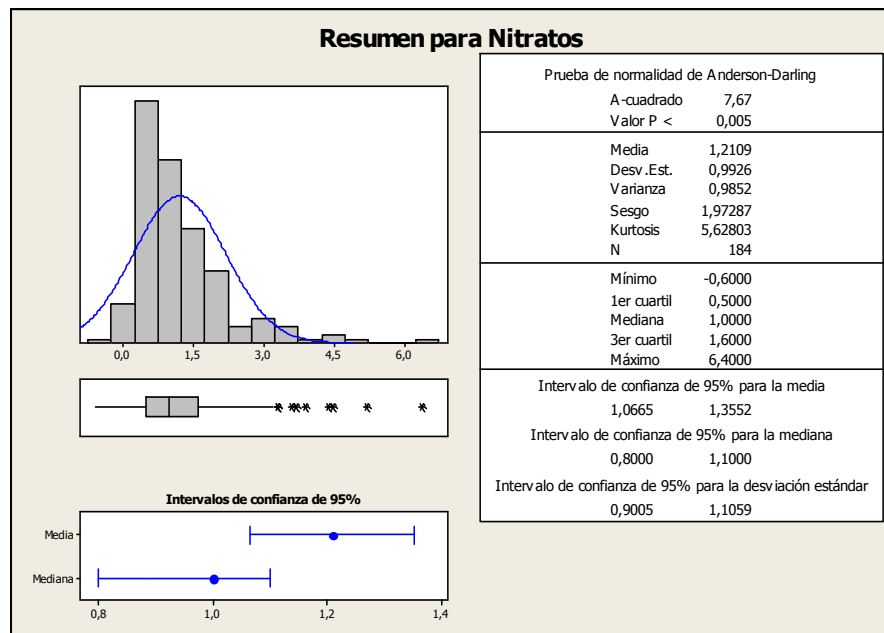 Resumen para Nitratos
0,0 1,5 3,0 4,5 6,0
Intervalos de confianza de 95%
Media
Mediana
0,8 1,0 1,2 1,4
Prueba de normalidad de Anderson-Darling
A-cuadrado 7,67
Valor P < 0,005
Media 1,2109
Desv.Est. 0,9926
Varianza 0,9852
Sesgo 1,97287
Kurtosis 5,62803
N 184
Mínimo -0,6000
1er cuartil 0,5000
Mediana 1,0000
3er cuartil 1,6000
Máximo 6,4000
Intervalo de confianza de 95% para la media
1,0665 1,3552
Intervalo de confianza de 95% para la mediana
0,8000 1,1000
Intervalo de confianza de 95% para la desviación estándar
0,9005 1,1059